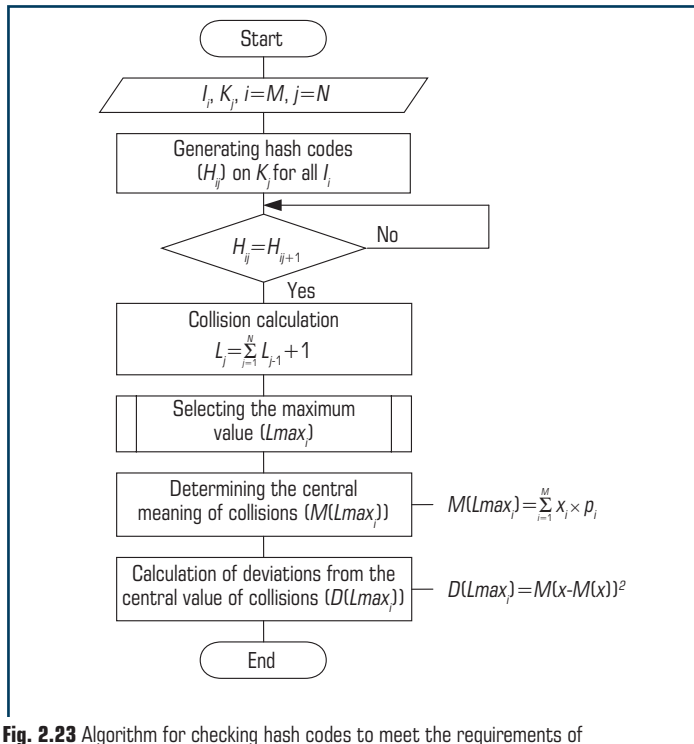 Start
I_i, K_j, i=M, j=N
Generating hash codes
(H_ij) on K_j for all I_i
H_ij=H_ij+1
No
Yes
Collision calculation
L_j=∑_{j=1}^{N} L_j-1+1
Selecting the maximum
value (Lmax_i)
Determining the central
meaning of collisions (M(Lmax_i))
M(Lmax_i)=∑_{i=1}^{M} x_i×p_i
Calculation of deviations from the
central value of collisions (D(Lmax_i))
D(Lmax_i)=M(x-M(x))²
End
Fig. 2.23 Algorithm for checking hash codes to meet the requirements of